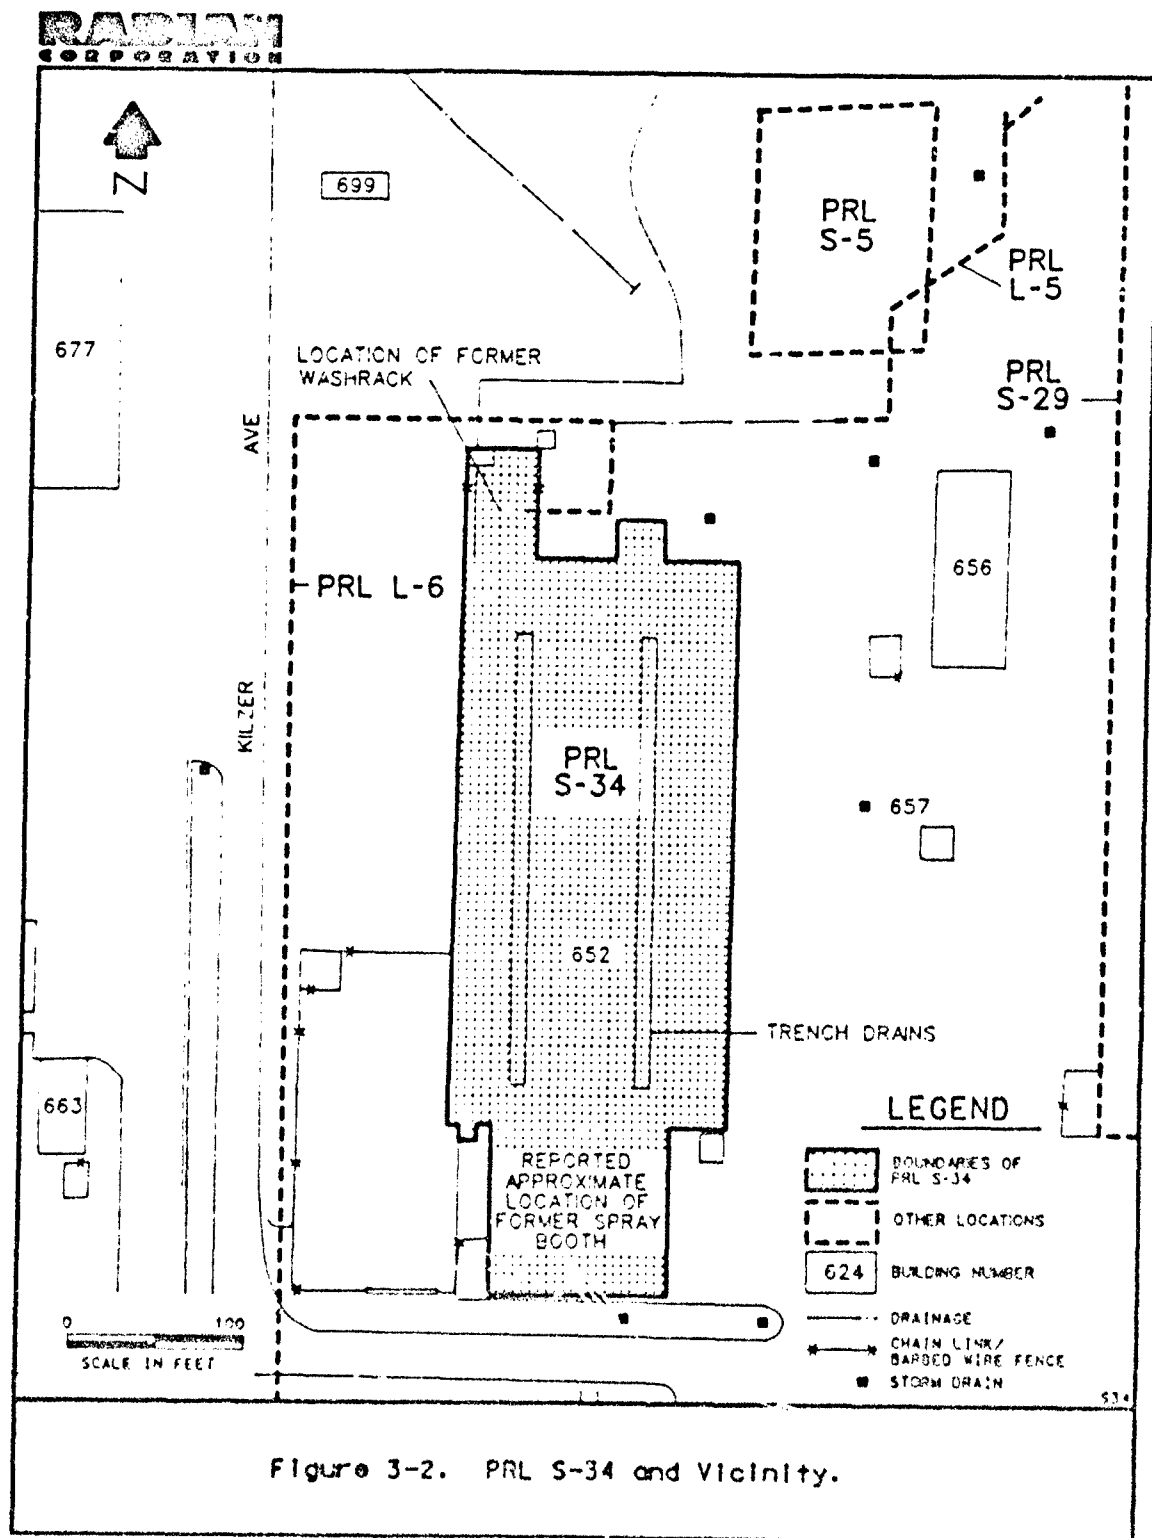 RADIAN
CORPORATION
N
699
PRL
S-5
PRL
L-5
677
LOCATION OF FORMER
WASHRACK
PRL
S-29
KILZER AVE
656
PRL L-6
PRL
S-34
657
652
TRENCH DRAINS
663
REPORTED
APPROXIMATE
LOCATION OF
FORMER SPRAY
BOOTH
LEGEND
BOUNDARIES OF
PRL S-34
OTHER LOCATIONS
624 BUILDING NUMBER
DRAINAGE
CHAIN LINK/
BARBED WIRE FENCE
STORM DRAIN
0 100
SCALE IN FEET
S34
Figure 3-2. PRL S-34 and Vicinity.